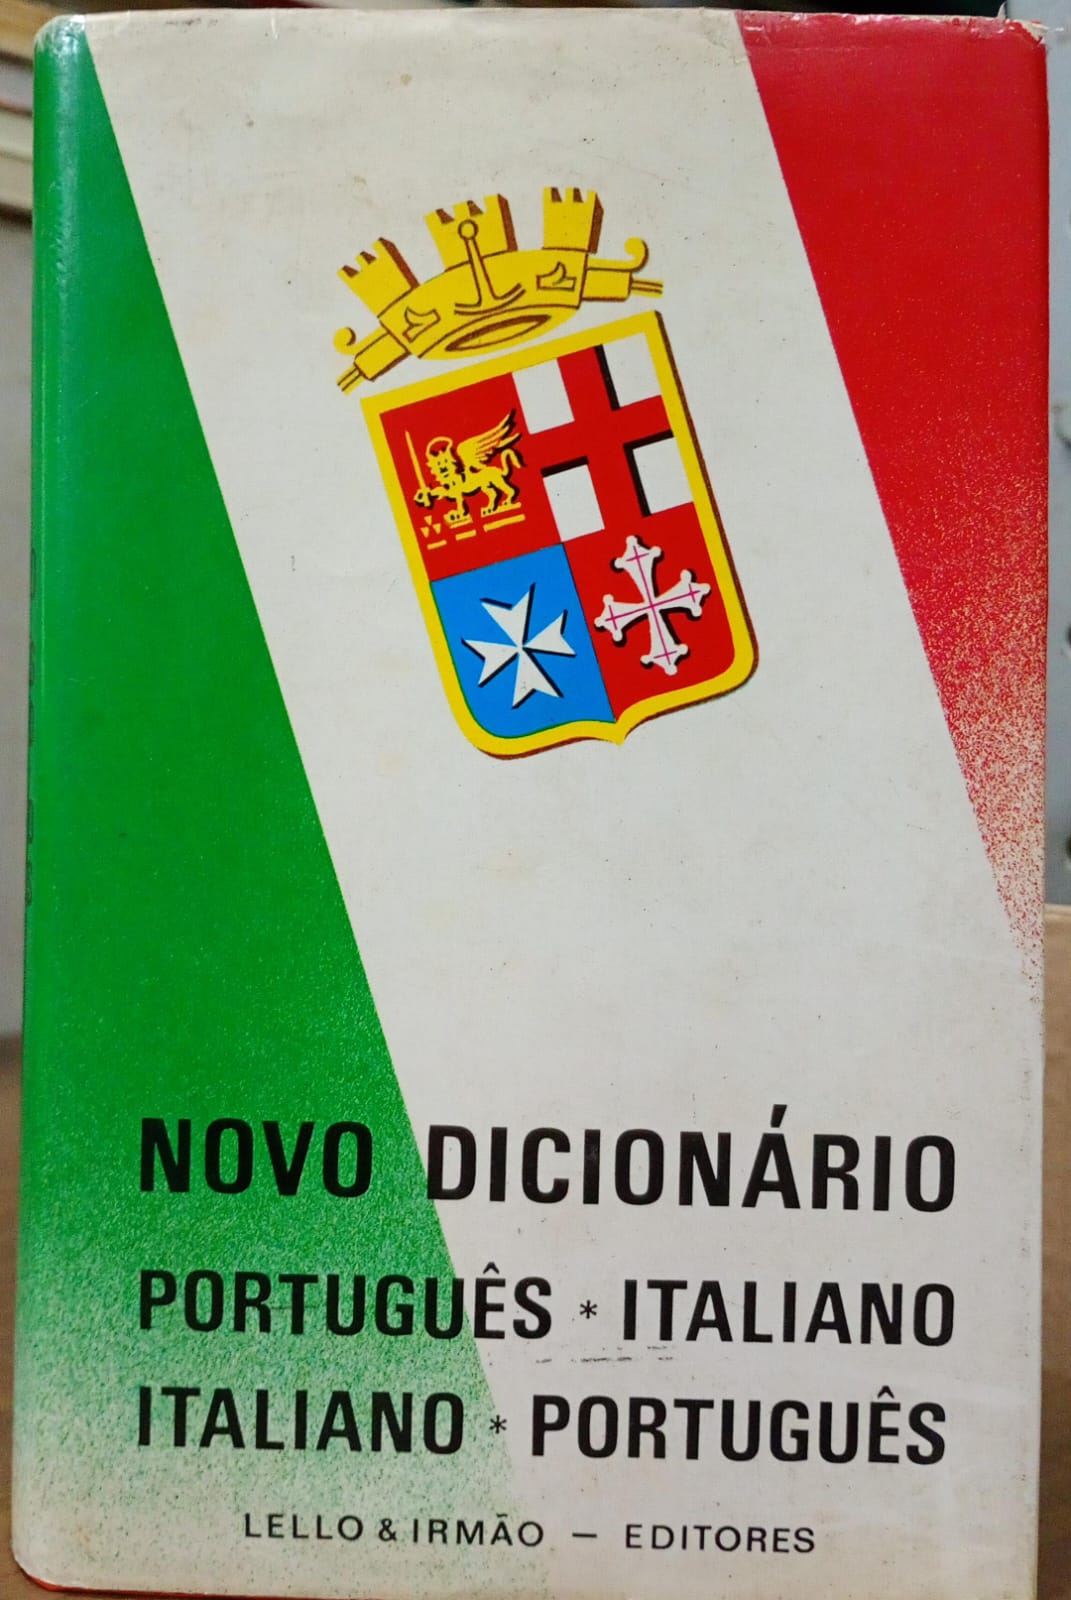 NOVO DICIONÁRIO
PORTUGUÊS * ITALIANO
ITALIANO * PORTUGUÊS
LELLO & IRMÃO — EDITORES